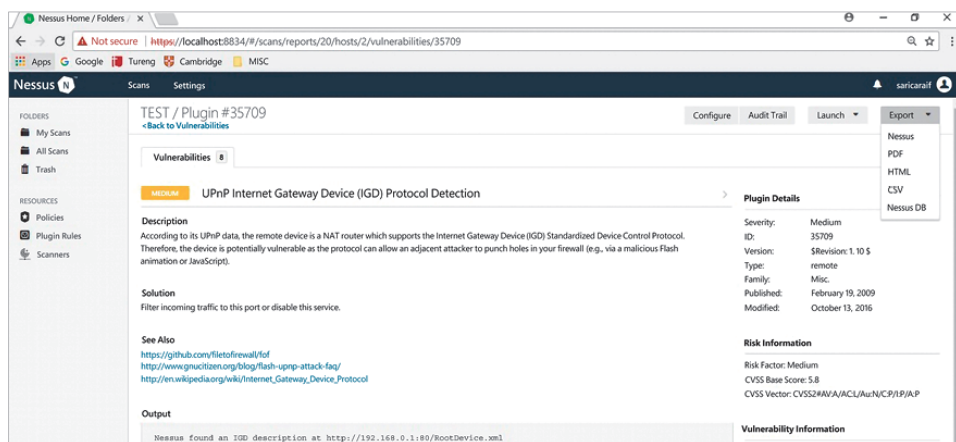 Nessus Home / Folders /
Not secure | https://localhost:8834/#/scans/reports/20/hosts/2/vulnerabilities/35709
Apps Google Tureng Cambridge MISC
Nessus N Scans Settings saricaraif
FOLDERS
My Scans
All Scans
Trash
RESOURCES
Policies
Plugin Rules
Scanners
TEST / Plugin #35709
<Back to Vulnerabilities
Configure Audit Trail Launch Export
Nessus
PDF
HTML
CSV
Nessus DB
Vulnerabilities 8
MEDIUM UPnP Internet Gateway Device (IGD) Protocol Detection
Description
According to its UPnP data, the remote device is a NAT router which supports the Internet Gateway Device (IGD) Standardized Device Control Protocol.
Therefore, the device is potentially vulnerable as the protocol can allow an adjacent attacker to punch holes in your firewall (e.g., via a malicious Flash
animation or JavaScript).
Solution
Filter incoming traffic to this port or disable this service.
See Also
https://github.com/filetofirewall/fof
http://www.gnucitizen.org/blog/flash-upnp-attack-faq/
http://en.wikipedia.org/wiki/Internet_Gateway_Device_Protocol
Output
Nessus found an IGD description at http://192.168.0.1:80/RootDevice.xml
Plugin Details
Severity: Medium
ID: 35709
Version: $Revision: 1.10 $
Type: remote
Family: Misc.
Published: February 19, 2009
Modified: October 13, 2016
Risk Information
Risk Factor: Medium
CVSS Base Score: 5.8
CVSS Vector: CVSS2#AV:A/AC:L/Au:N/C:P/I:P/A:P
Vulnerability Information